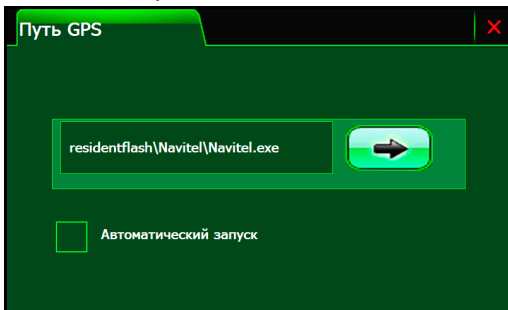 Путь GPS
residentflash\Navitel\Navitel.exe
Автоматический запуск